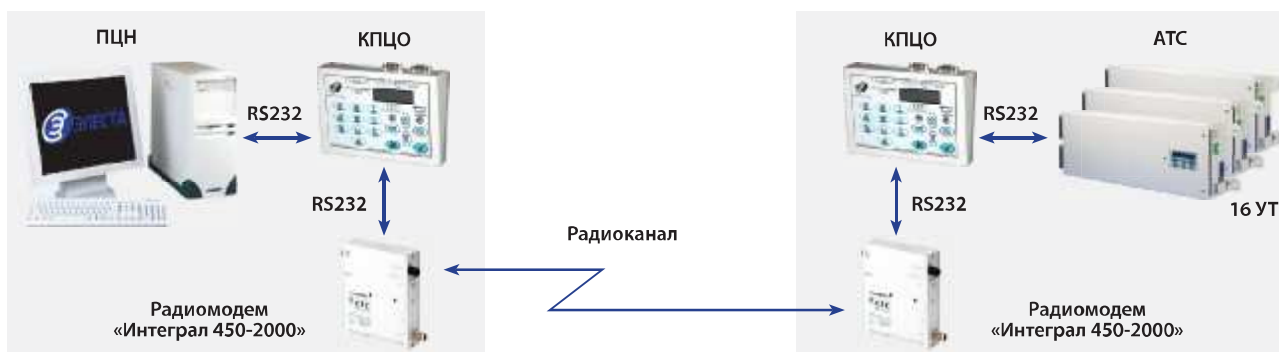 ПЦН
КПЦО
RS232
ЭЛЕСТА
RS232
Радиомодем
«Интеграл 450-2000»
Радиоканал
КПЦО
АТС
RS232
RS232
16 УТ
Радиомодем
«Интеграл 450-2000»